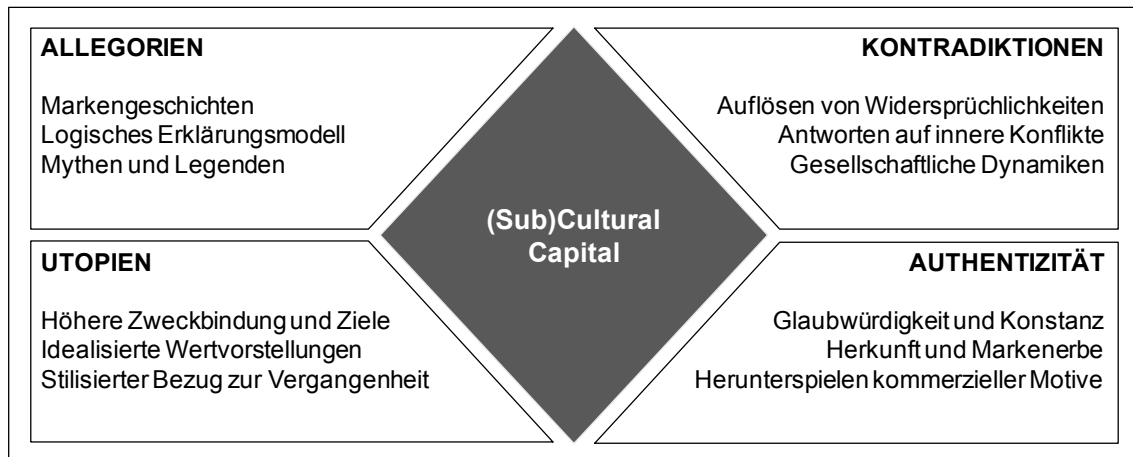 ALLEGORIEN
Markengeschichten
Logisches Erklärungsmodell
Mythen und Legenden
KONTRADIKTIONEN
Auflösen von Widersprüchlichkeiten
Antworten auf innere Konflikte
Gesellschaftliche Dynamiken
(Sub)Cultural
Capital
UTOPIEN
Höhere Zweckbindung und Ziele
Idealisierte Wertvorstellungen
Stilisierter Bezug zur Vergangenheit
AUTHENTIZITÄT
Glaubwürdigkeit und Konstanz
Herkunft und Markenerbe
Herunterspielen kommerzieller Motive